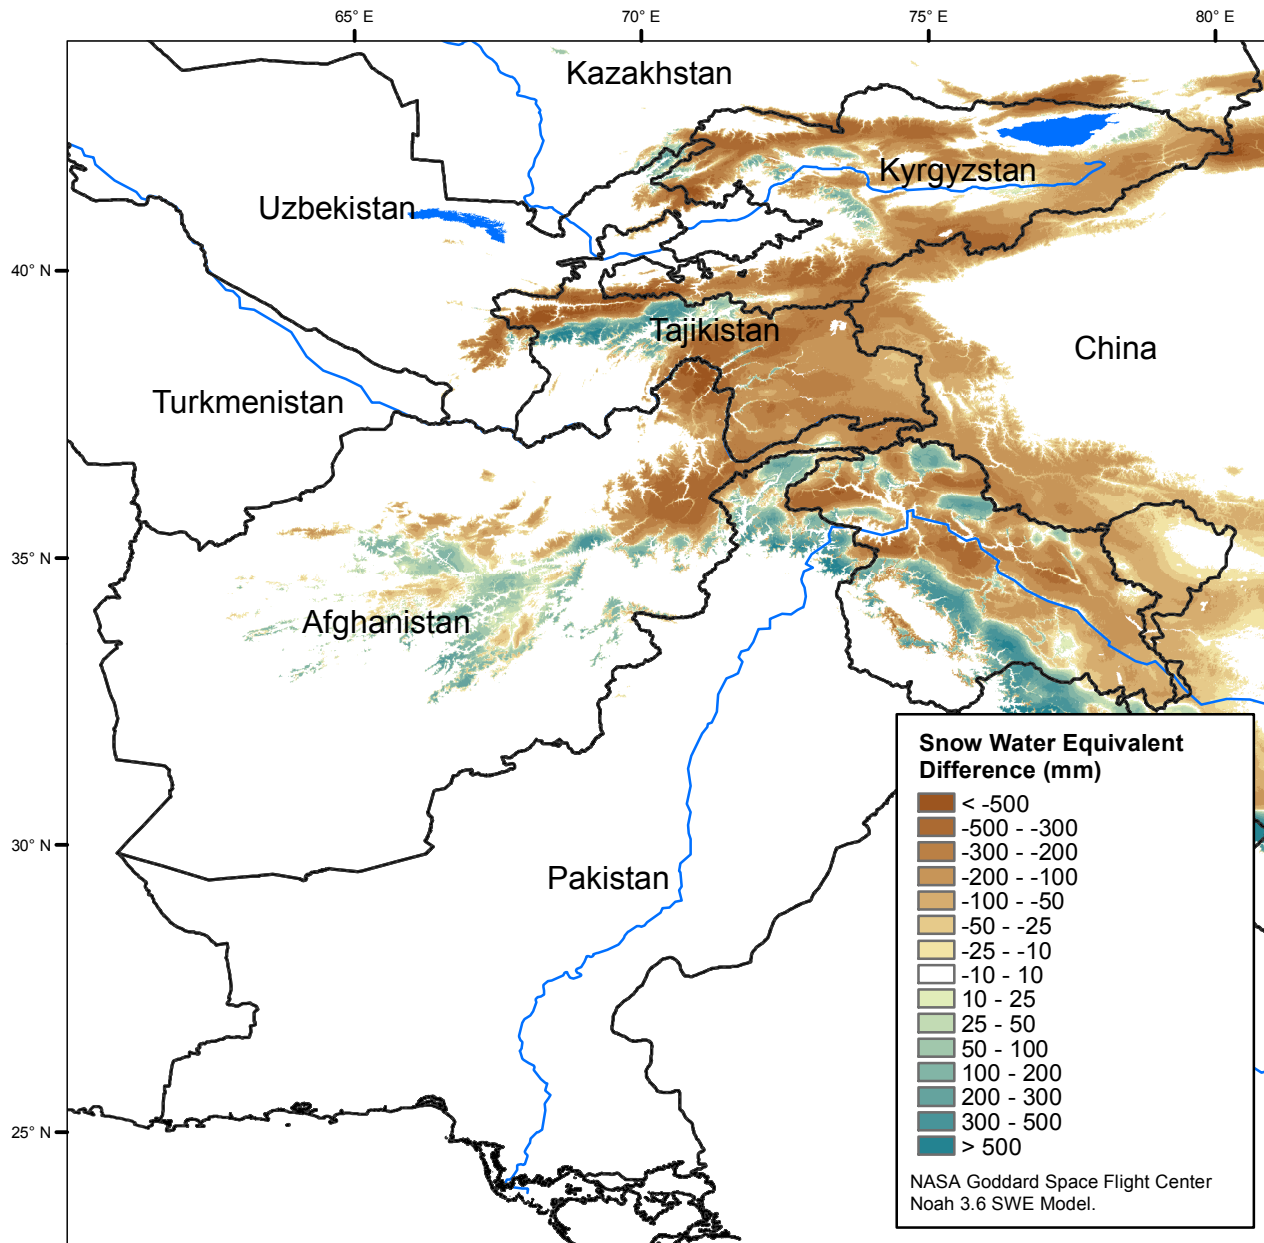 65° E
70° E
75° E
80° E
Kazakhstan
Kyrgyzstan
Uzbekistan
40° N
Tajikistan
China
Turkmenistan
35° N
Afghanistan
Snow Water Equivalent
Difference (mm)
< -500
-500 - -300
-300 - -200
-200 - -100
-100 - -50
-50 - -25
-25 - -10
-10 - 10
10 - 25
25 - 50
50 - 100
100 - 200
200 - 300
300 - 500
> 500
NASA Goddard Space Flight Center
Noah 3.6 SWE Model.
30° N
Pakistan
25° N